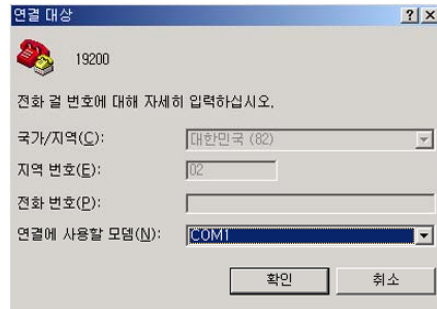 연결 대상
19200
전화 걸 번호에 대해 자세히 입력하십시오.
국가/지역(C): 대한민국 (82)
지역 번호(E): 02
전화 번호(P):
연결에 사용할 모뎀(N): COM1
확인 취소